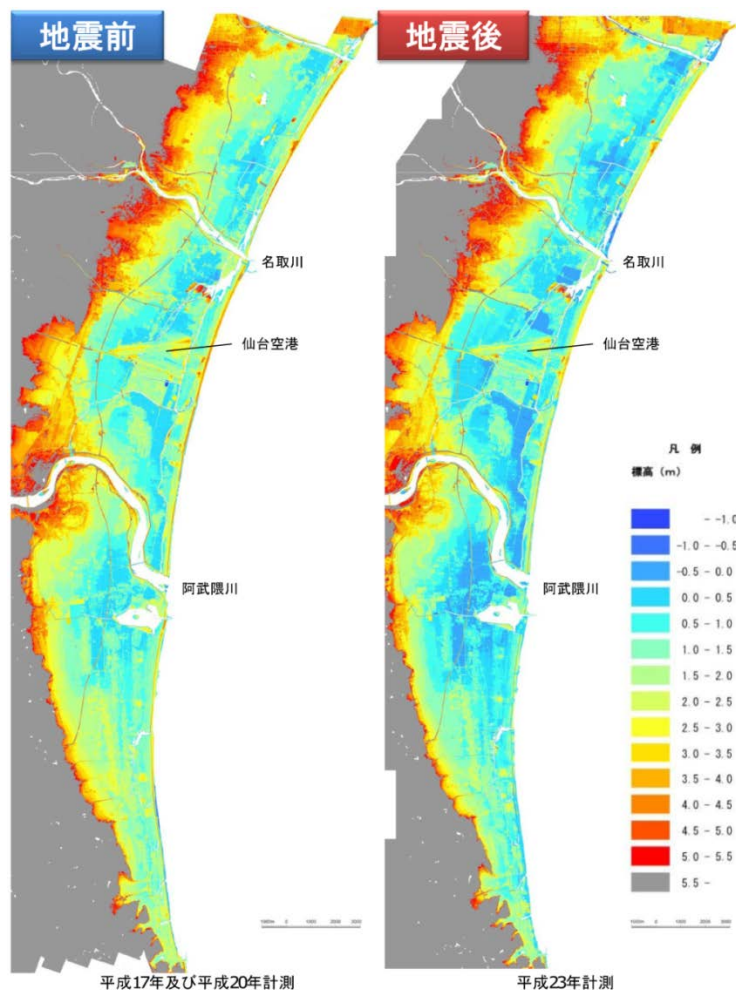 地震前
地震後
名取川
名取川
仙台空港
仙台空港
凡 例
標高 (m)
- -1.0
-1.0 - -0.5
-0.5 - 0.0
0.0 - 0.5
0.5 - 1.0
1.0 - 1.5
1.5 - 2.0
2.0 - 2.5
2.5 - 3.0
3.0 - 3.5
3.5 - 4.0
4.0 - 4.5
4.5 - 5.0
5.0 - 5.5
5.5 -
阿武隈川
阿武隈川
平成17年及び平成20年計測
平成23年計測